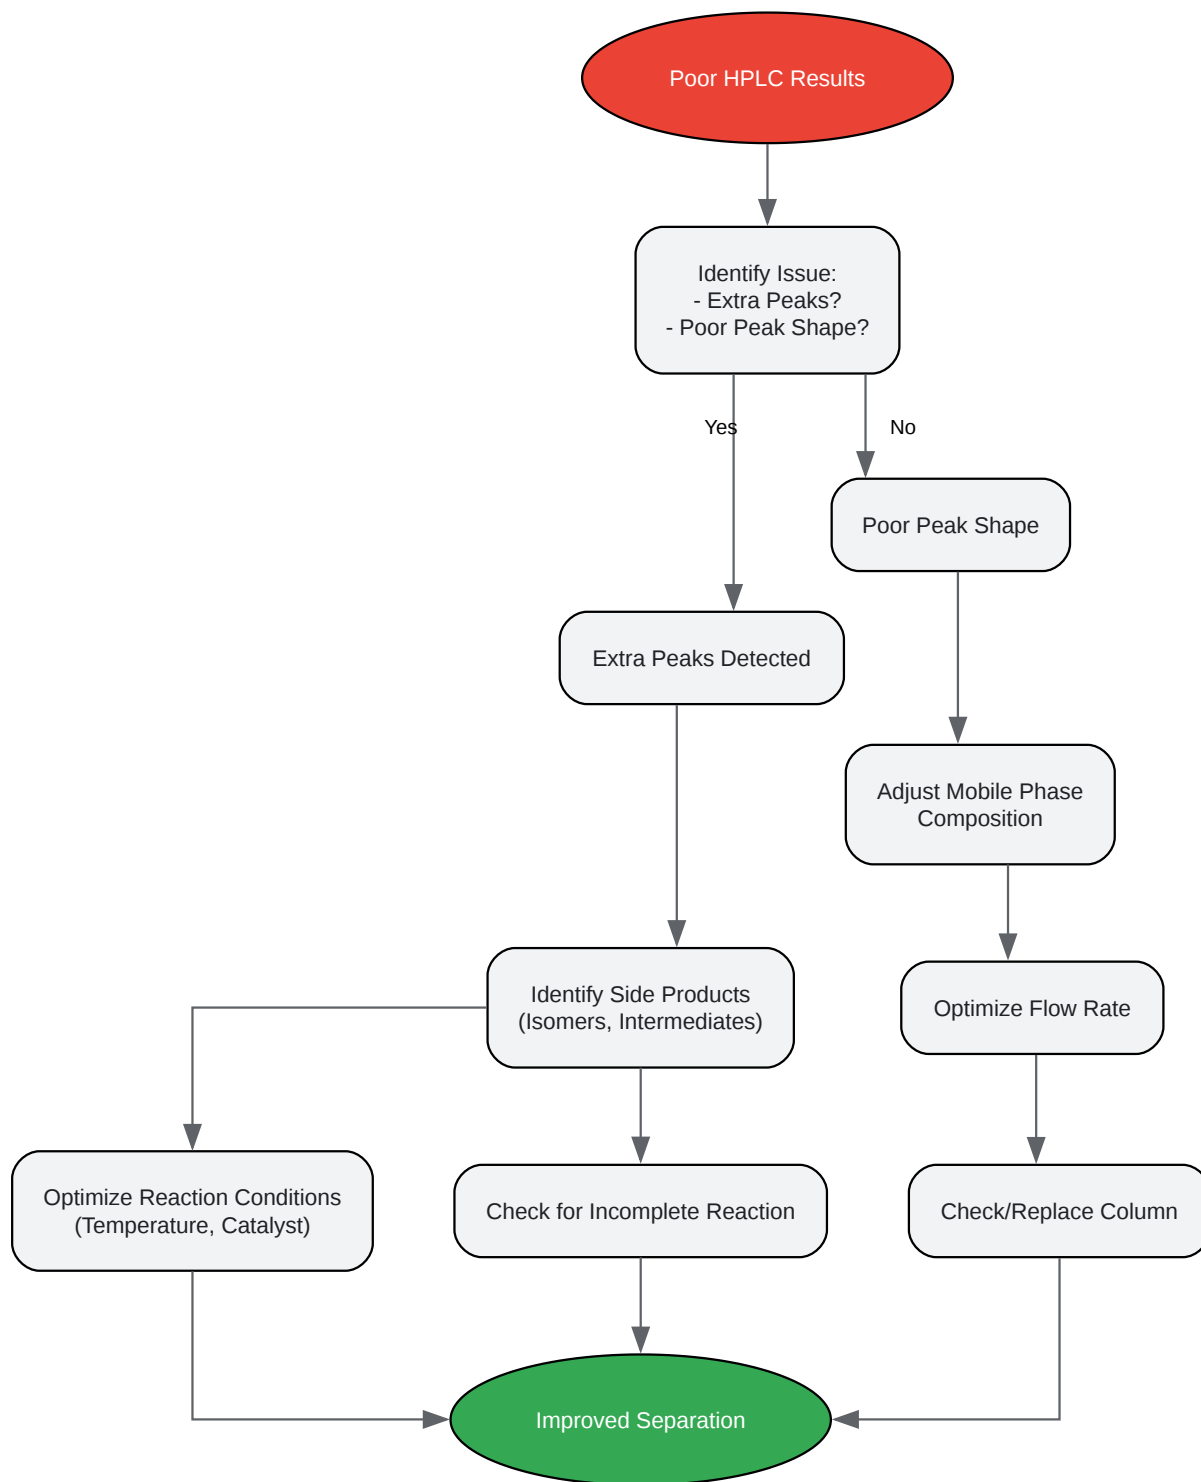 Poor HPLC Results
Identify Issue:
- Extra Peaks?
- Poor Peak Shape?
Yes
No
Poor Peak Shape
Extra Peaks Detected
Adjust Mobile Phase
Composition
Identify Side Products
(Isomers, Intermediates)
Optimize Flow Rate
Optimize Reaction Conditions
(Temperature, Catalyst)
Check for Incomplete Reaction
Check/Replace Column
Improved Separation